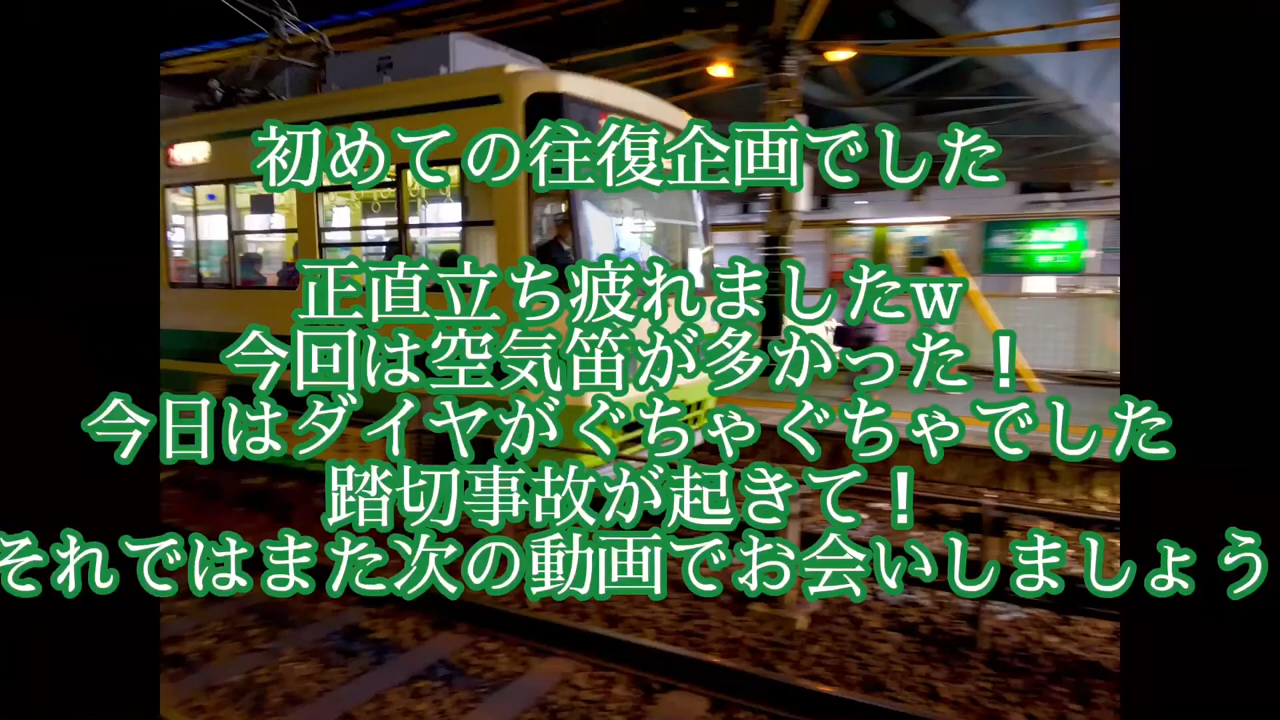 初めての往復企画でした
正直立ち疲れましたw
今回は空気笛が多かった！
今日はダイヤがぐちゃぐちゃでした
踏切事故が起きて！
それではまた次の動画でお会いしましょう